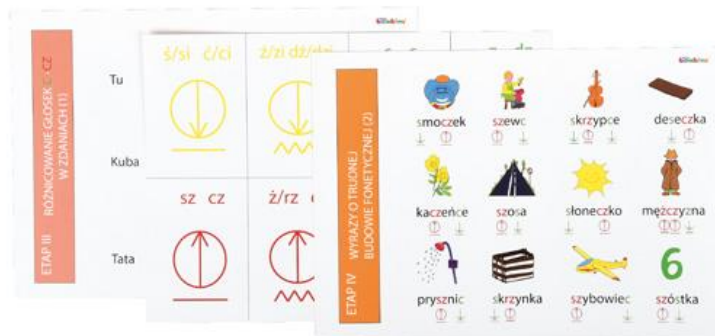 ETAP III RÓŻNICOWANIE GŁOSEK C-CZ
W ZDANIACH (1)
Tu
Kuba
Tata
ś/si ć/ci
ź/zi dź/dzi
sz cz
ż/rz
ETAP IV WYRAZY O TRUDNEJ
BUDOWIE FONETYCZNEJ (2)
smoczek szewc skrzypce deseczka
kaczeńce szosa słoneczko mężczyzna
6
prysznic skrzynka szybowiec szóstka